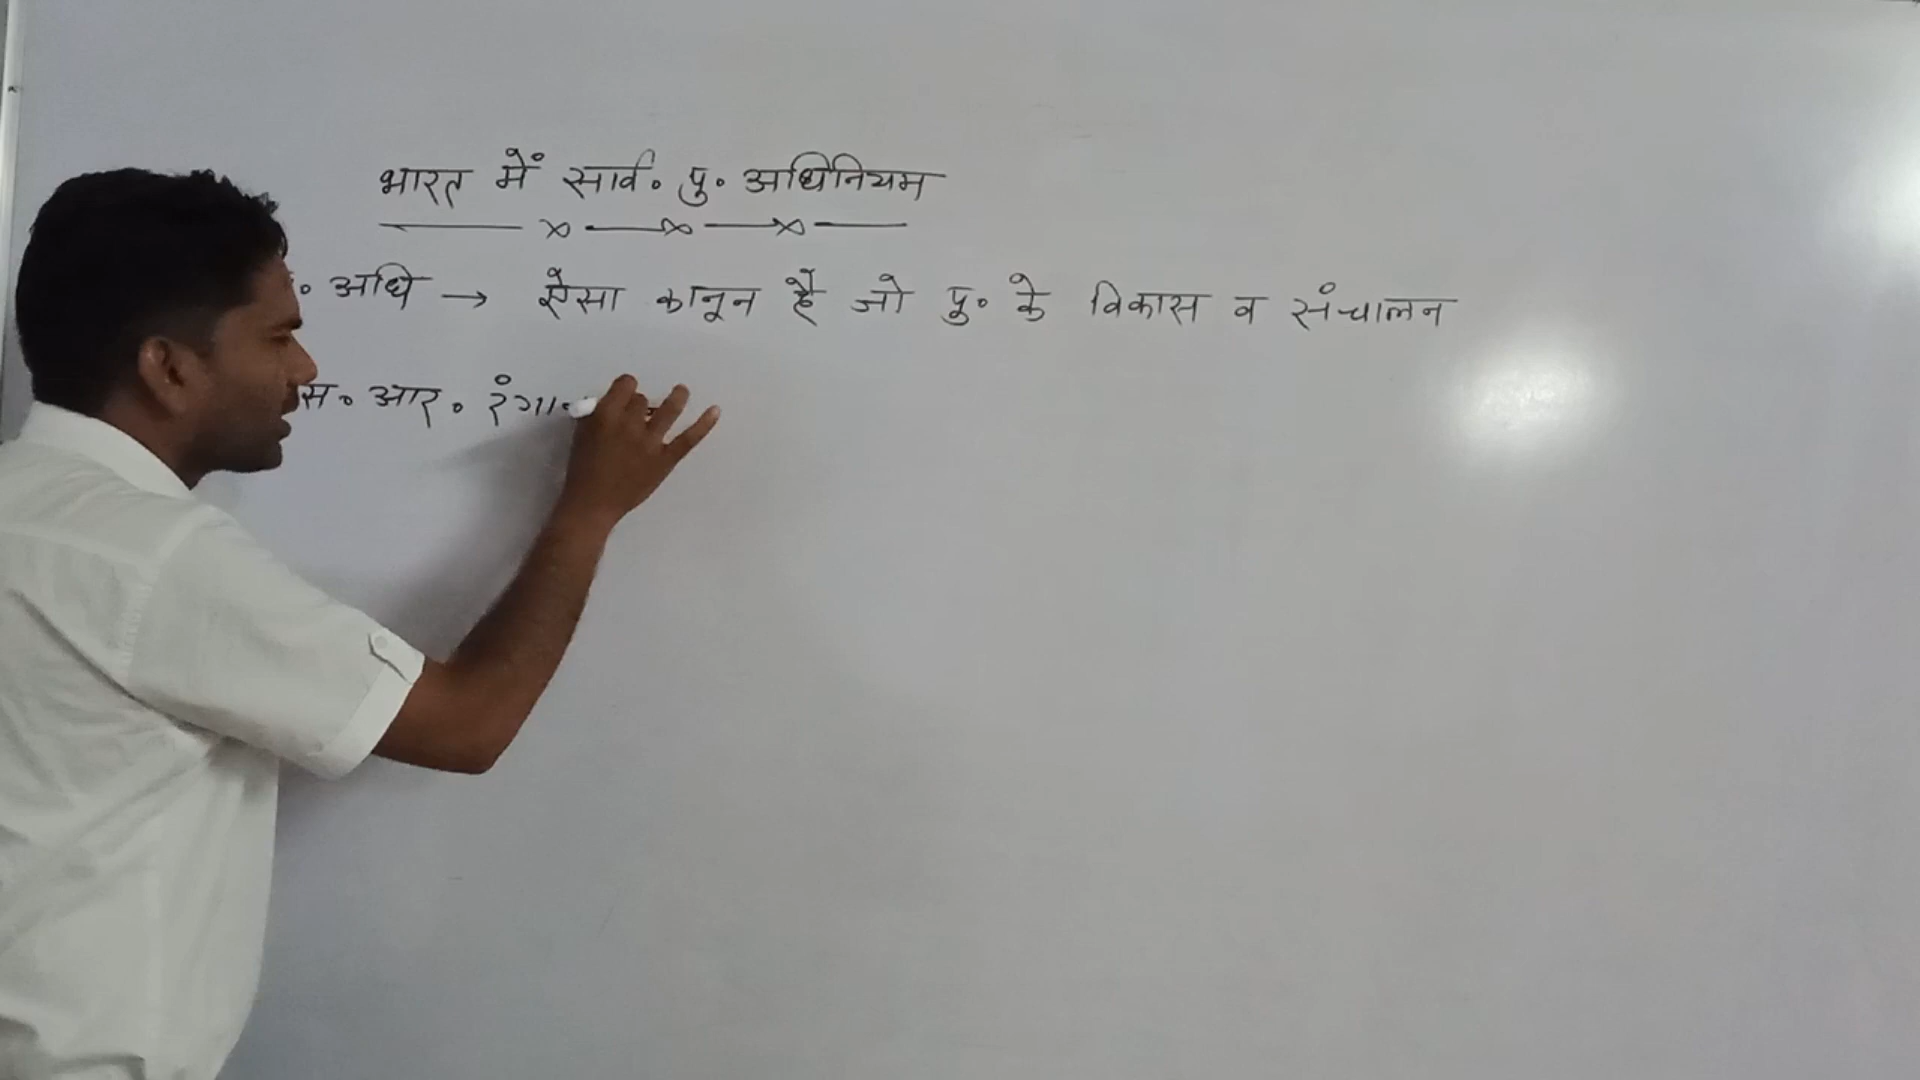 भारत में सार्व. पु. अधिनियम
. अधि → ऐसा कानून है जो पु. के विकास व संचालन
स. आर. रंगा